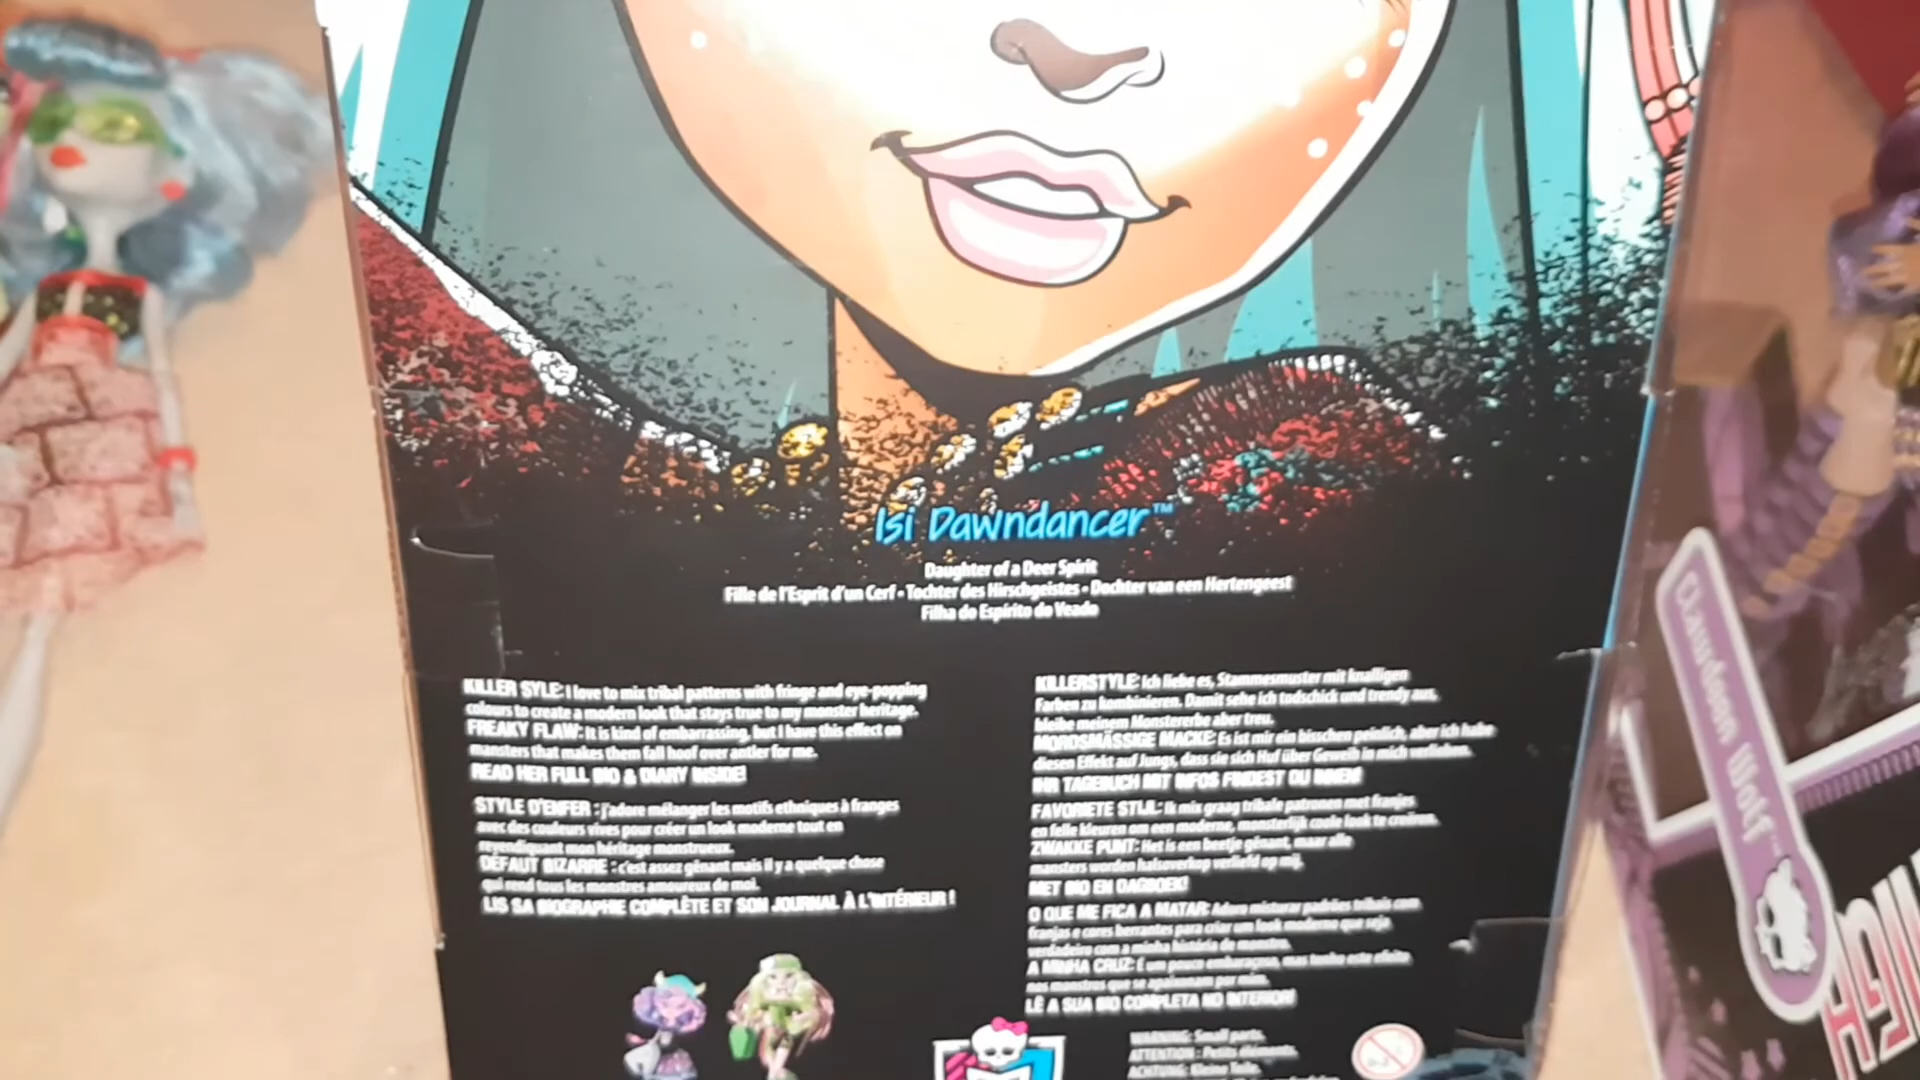 Isi Dawndancer™
Daughter of a Deer Spirit
Fille de l'Esprit d'un Cerf • Tochter des Hirschgeistes • Dochter van een Hertengeest
Filha do Espírito do Veado
KILLER SYLE: I love to mix tribal patterns with fringe and eye-popping
colours to create a modern look that stays true to my monster heritage.
FREAKY FLAW: It is kind of embarrassing, but I have this effect on
mansters that makes them fall hoof over antler for me.
READ HER FULL BIO & DIARY INSIDE!
STYLE D'ENFER : j'adore mélanger les motifs ethniques à franges
avec des couleurs vives pour créer un look moderne tout en
revendiquant mon héritage monstrueux.
DÉFAUT BIZARRE : c'est assez gênant mais il y a quelque chose
qui rend tous les monstres amoureux de moi.
LIS SA BIOGRAPHIE COMPLÈTE ET SON JOURNAL À L'INTÉRIEUR !
KILLERSTYLE: Ich liebe es, Stammesmuster mit knalligen
Farben zu kombinieren. Damit sehe ich todschick und trendy aus,
bleibe meinem Monstererbe aber treu.
MORDSMÄSSIGE MACKE: Es ist mir ein bisschen peinlich, aber ich habe
diesen Effekt auf Jungs, dass sie sich Huf über Geweih in mich verlieben.
IHR TAGEBUCH MIT INFOS FINDEST DU INNEN!
FAVORIETE STIJL: Ik mix graag tribale patronen met franjes
en felle kleuren om een moderne, monsterlijk coole look te creëren.
ZWAKKE PUNT: Het is een beetje gênant, maar alle
mansters worden halsoverkop verliefd op mij.
MET BIO EN DAGBOEK!
O QUE ME FICA A MATAR: Adoro misturar padrões tribais com
franjas e cores berrantes para criar um look moderno que seja
verdadeiro com a minha história de monstro.
A MINHA CRUZ: É um pouco embaraçoso, mas tenho este efeito
nos monstros que se apaixonam por mim.
LÊ A SUA BIO COMPLETA NO INTERIOR!
WARNING: Small parts.
ATTENTION : Petits éléments.
ACHTUNG: Kleine Teile.
Clawdeen Wolf